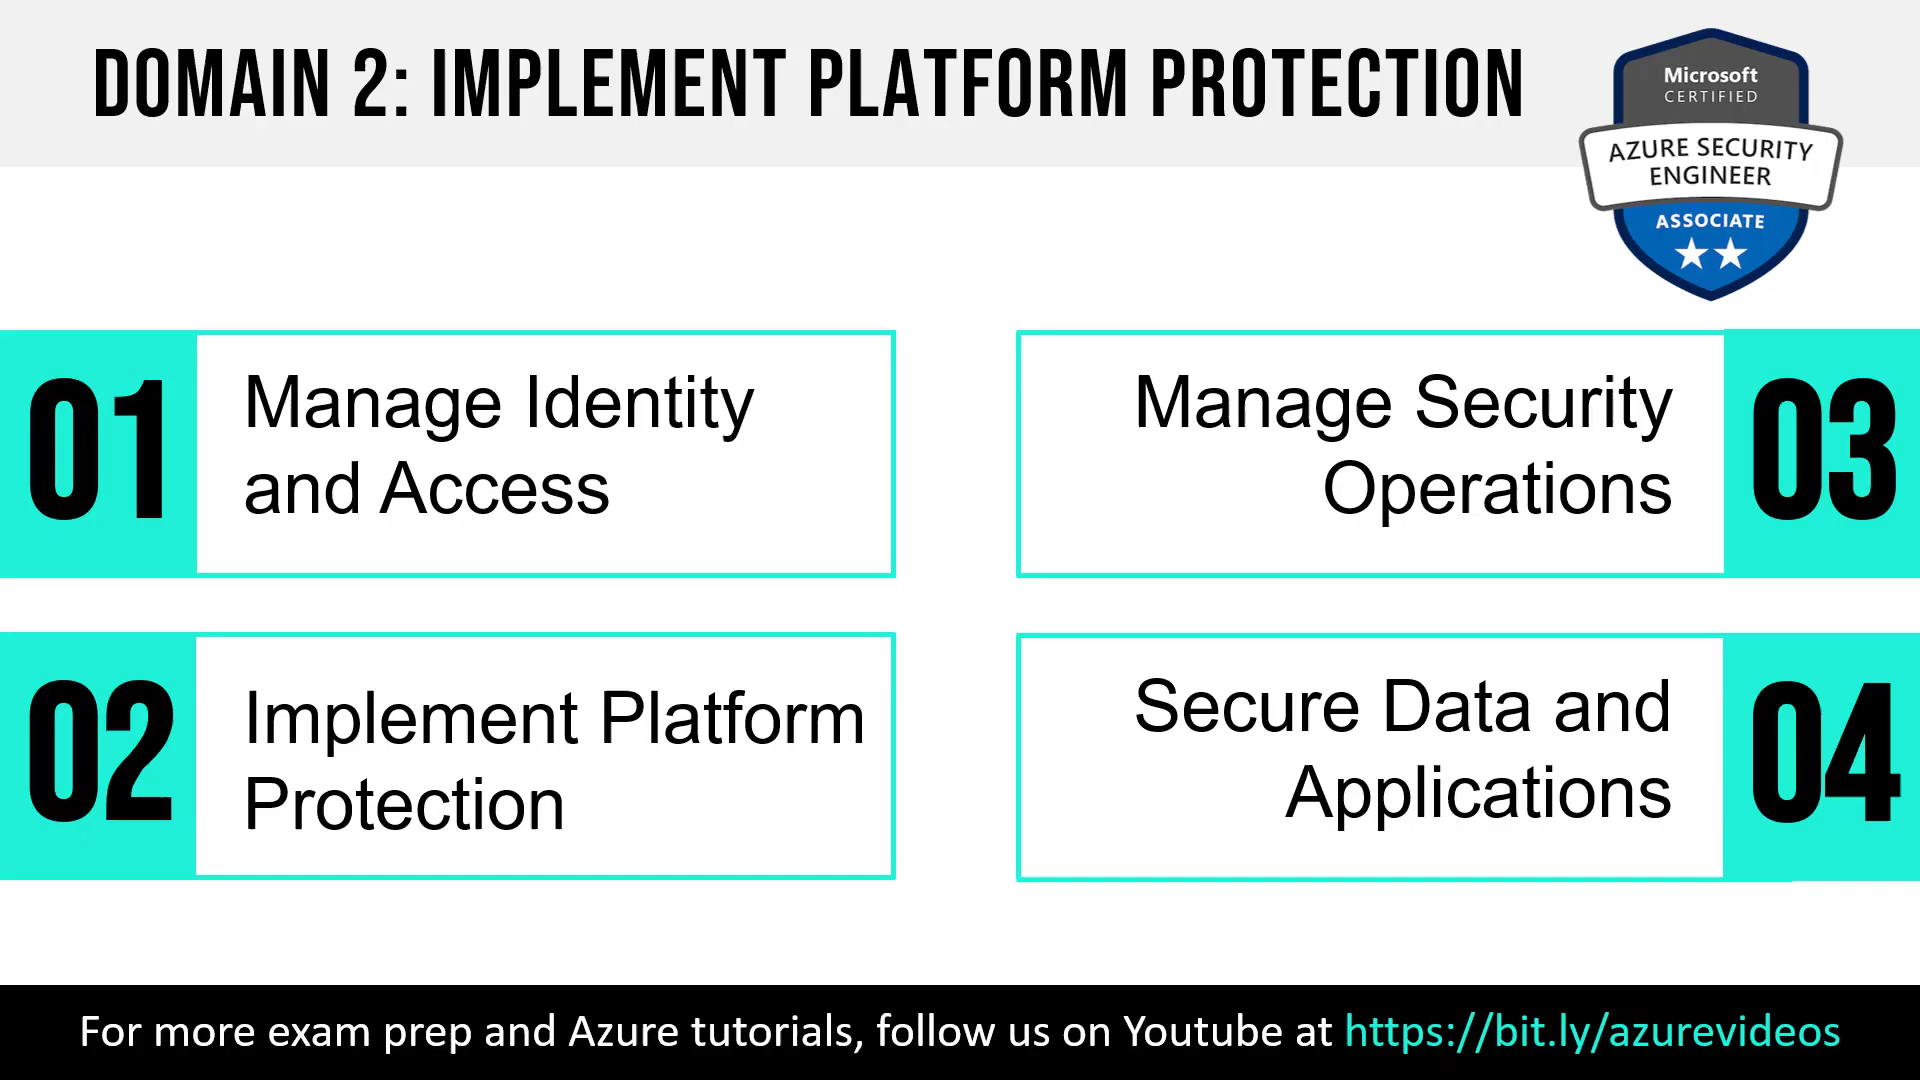 DOMAIN 2: IMPLEMENT PLATFORM PROTECTION
Microsoft
CERTIFIED
AZURE SECURITY
ENGINEER
ASSOCIATE
01
Manage Identity
and Access
02
Implement Platform
Protection
Manage Security
Operations
03
Secure Data and
Applications
04
For more exam prep and Azure tutorials, follow us on Youtube at https://bit.ly/azurevideos